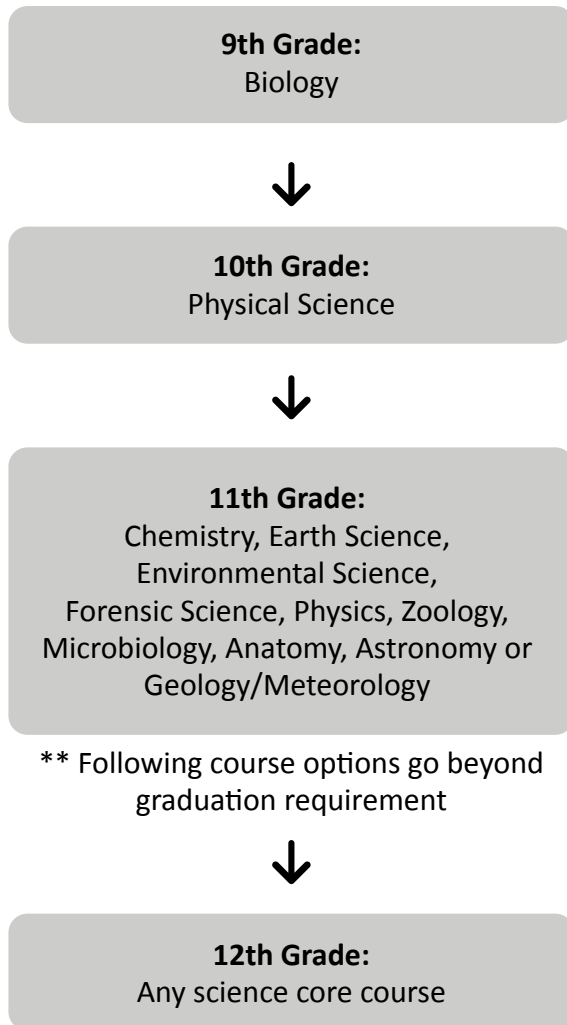 9th Grade:
Biology
10th Grade:
Physical Science
11th Grade:
Chemistry, Earth Science,
Environmental Science,
Forensic Science, Physics, Zoology,
Microbiology, Anatomy, Astronomy or
Geology/Meteorology
** Following course options go beyond
graduation requirement
12th Grade:
Any science core course